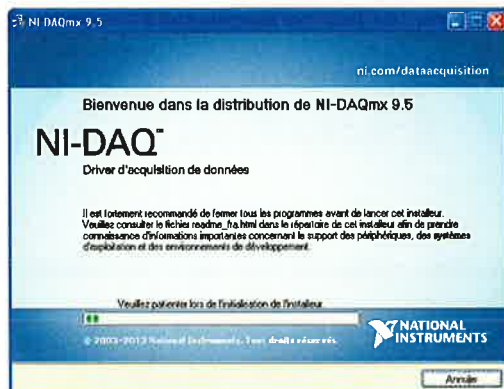 NI DAQmx 9.5
ni.com/dataacquisition
Bienvenue dans la distribution de NI-DAQmx 9.5
NI-DAQ™
Driver d'acquisition de données
Il est fortement recommandé de fermer tous les programmes avant de lancer cet installeur.
Veuillez consulter le fichier readme_fra.html dans le répertoire de cet installeur afin de prendre
connaissance d'informations importantes concernant le support des périphériques, des systèmes
d'exploitation et des environnements de développement.
Veuillez patienter lors de l'initialisation de l'installeur.
© 2003–2012 National Instruments. Tous droits réservés.
NATIONAL
INSTRUMENTS
Annuler